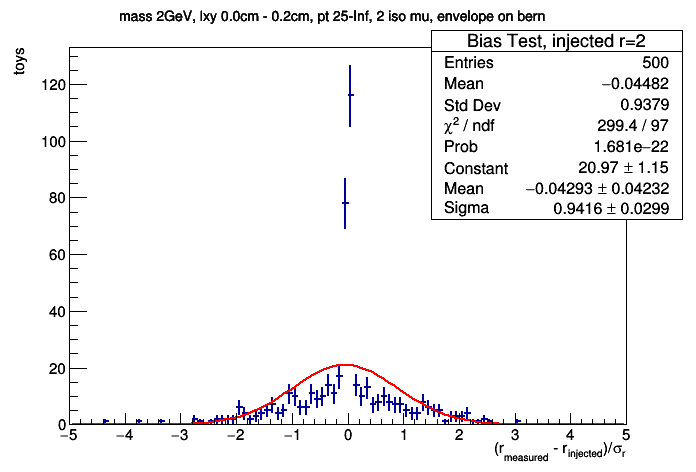 mass 2GeV, lxy 0.0cm - 0.2cm, pt 25-Inf, 2 iso mu, envelope on bern
Bias Test, injected r=2
Entries 500
Mean −0.04482
Std Dev 0.9379
χ² / ndf 299.4 / 97
Prob 1.681e−22
Constant 20.97 ± 1.15
Mean −0.04293 ± 0.04232
Sigma 0.9416 ± 0.0299
toys
120
100
80
60
40
20
0
−5 −4 −3 −2 −1 0 1 2 3 4 5
(r_measured - r_injected)/σ_r